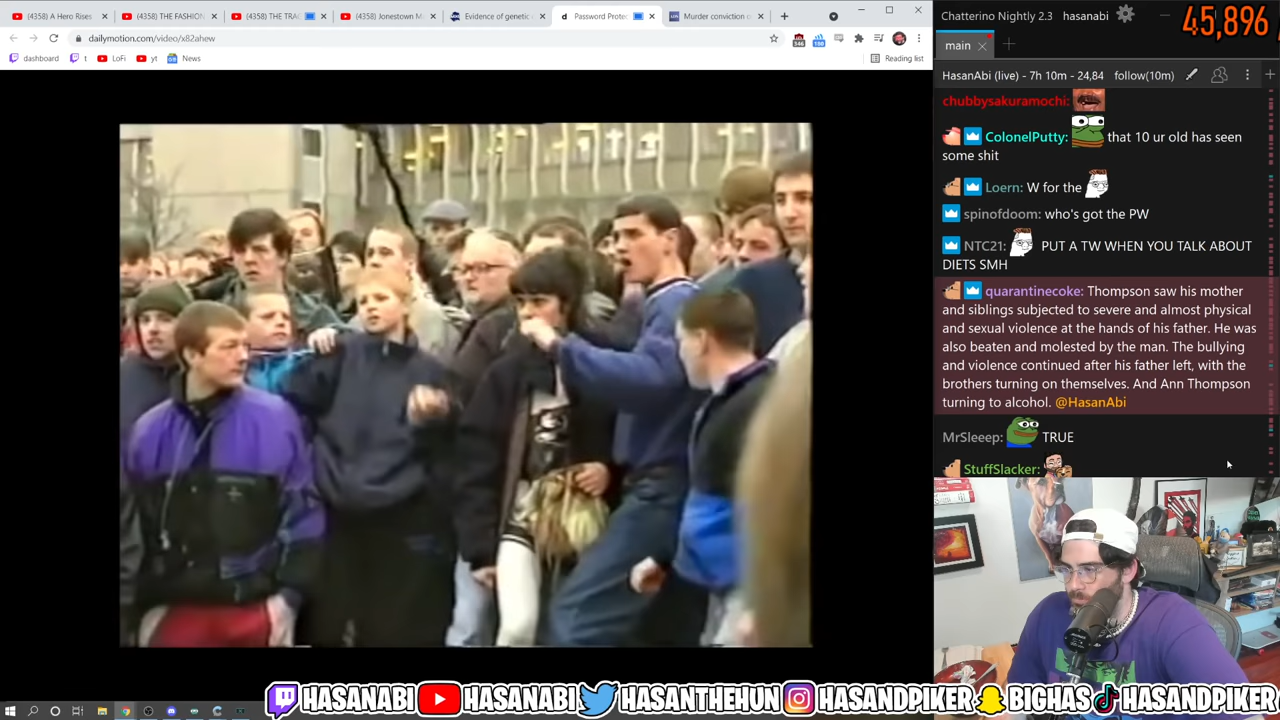 (4358) A Hero Rises
(4358) THE FASHION
(4358) THE TRA
(4358) Jonestown M
Evidence of genetic
Password Protec
Murder conviction
dailymotion.com/video/x82ahew
dashboard
t
LoFi
yt
News
Reading list
Chatterino Nightly 2.3 hasanabi
45,896
main
HasanAbi (live) - 7h 10m - 24,84 follow(10m)
chubbysakuramochi:
ColonelPutty: that 10 ur old has seen
some shit
Loern: W for the
spinofdoom: who's got the PW
NTC21: PUT A TW WHEN YOU TALK ABOUT
DIETS SMH
quarantinecoke: Thompson saw his mother
and siblings subjected to severe and almost physical
and sexual violence at the hands of his father. He was
also beaten and molested by the man. The bullying
and violence continued after his father left, with the
brothers turning on themselves. And Ann Thompson
turning to alcohol. @HasanAbi
MrSleeep: TRUE
StuffSlacker:
HASANABI HASANABI HASANTHEHUN HASANDPIKER BIGHAS HASANDPIKER